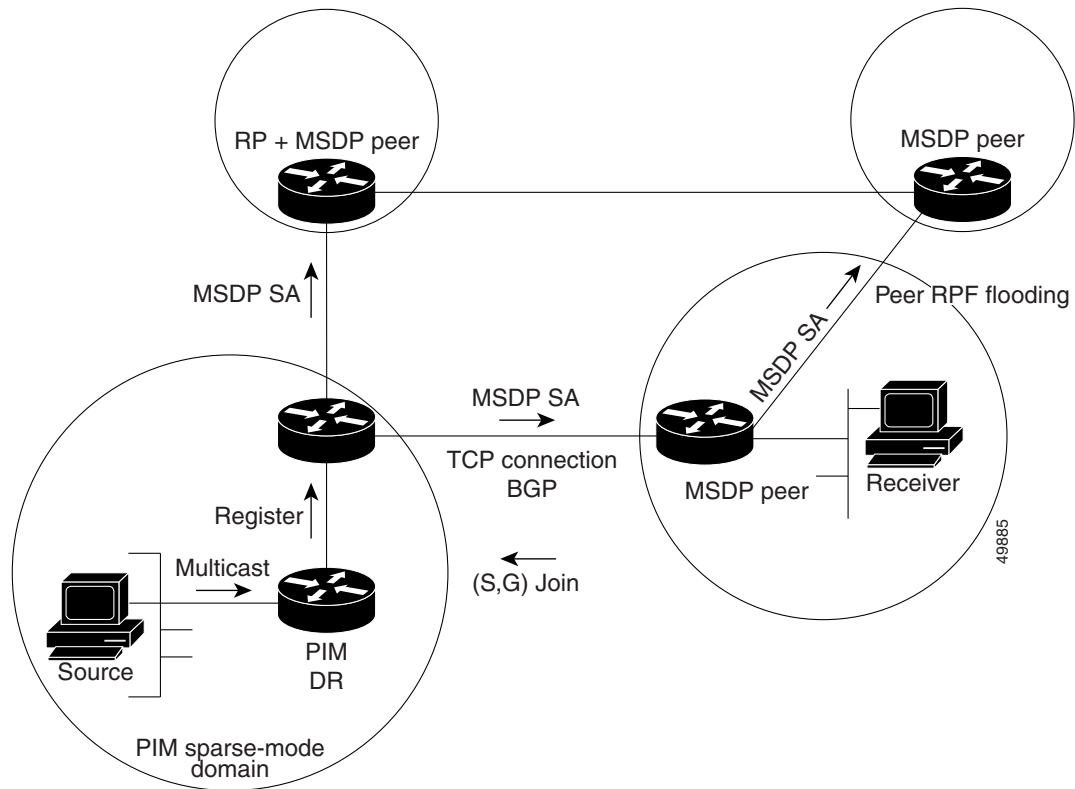 RP + MSDP peer
MSDP peer
MSDP SA
MSDP SA
Peer RPF flooding
MSDP SA
TCP connection
BGP
MSDP peer
Receiver
Register
Multicast
(S,G) Join
Source
PIM
DR
PIM sparse-mode
domain
49885